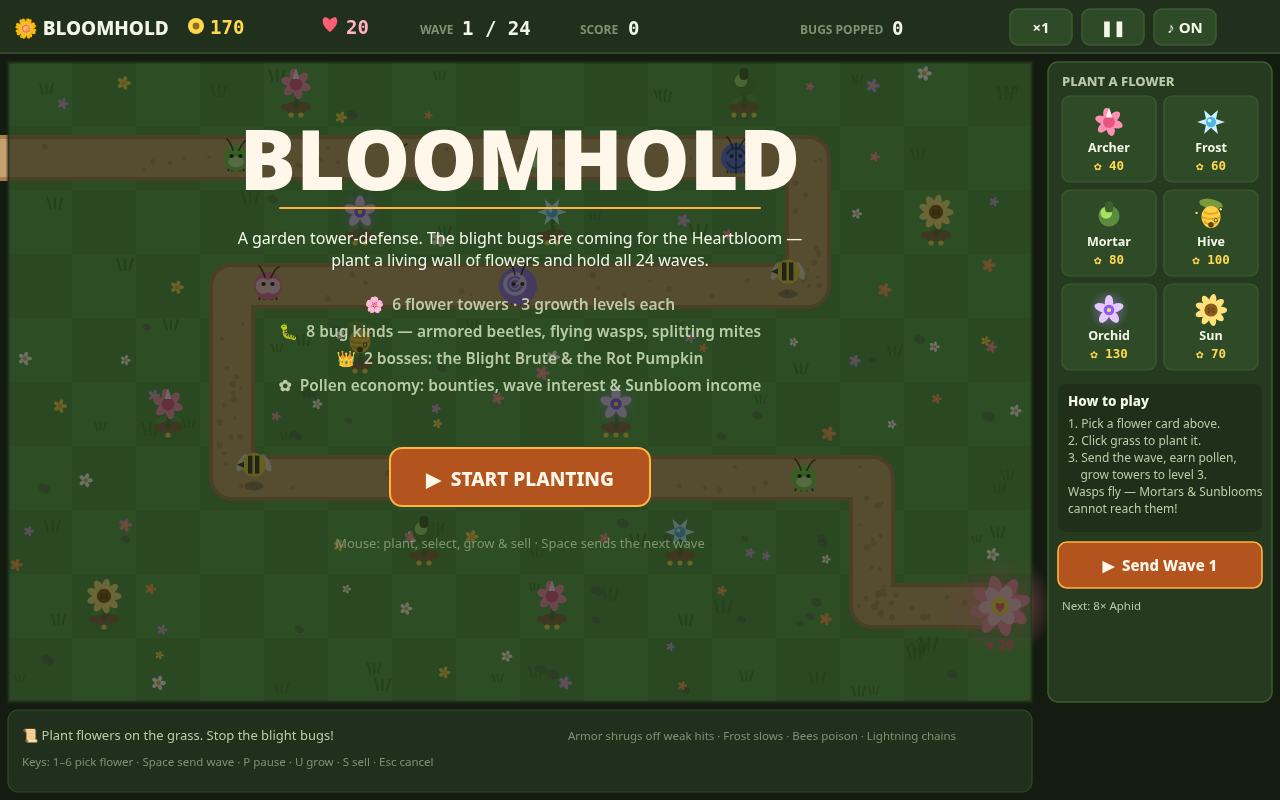 🌼 BLOOMHOLD 170 20 WAVE 1 / 24 SCORE 0 BUGS POPPED 0 ×1 ❚❚ ♪ ON
BLOOMHOLD
A garden tower defense. The blight bugs are coming for the Heartbloom —
plant a living wall of flowers and hold all 24 waves.
🌸 6 flower towers · 3 growth levels each
🐛 8 bug kinds — armored beetles, flying wasps, splitting mites
👑 2 bosses: the Blight Brute & the Rot Pumpkin
✿ Pollen economy: bounties, wave interest & Sunbloom income
▶ START PLANTING
Mouse: plant, select, grow & sell · Space sends the next wave
♥ 20
PLANT A FLOWER
Archer
✿ 40
Frost
✿ 60
Mortar
✿ 80
Hive
✿ 100
Orchid
✿ 130
Sun
✿ 70
How to play
1. Pick a flower card above.
2. Click grass to plant it.
3. Send the wave, earn pollen,
grow towers to level 3.
Wasps fly — Mortars & Sunblooms
cannot reach them!
▶ Send Wave 1
Next: 8× Aphid
📜 Plant flowers on the grass. Stop the blight bugs!
Armor shrugs off weak hits · Frost slows · Bees poison · Lightning chains
Keys: 1–6 pick flower · Space send wave · P pause · U grow · S sell · Esc cancel